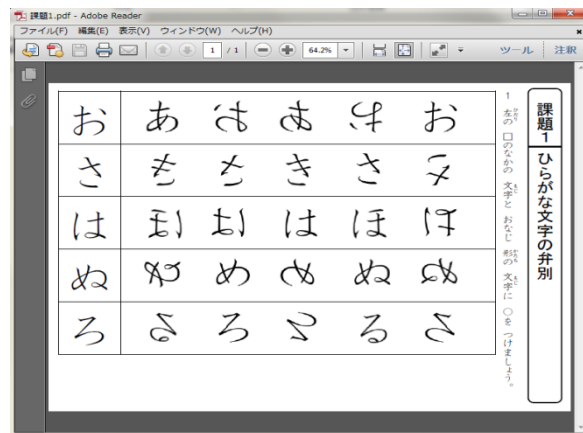 課題1.pdf - Adobe Reader
ファイル(F) 編集(E) 表示(V) ウィンドウ(W) ヘルプ(H)
1 / 1 64.2% ツール 注釈
課題1 ひらがな文字の弁別
1 左の □のなかの 文字と おなじ 形の 文字に ○を つけましょう。
お あ お
さ き さ
は は ほ
ぬ め ぬ
ろ ろ る